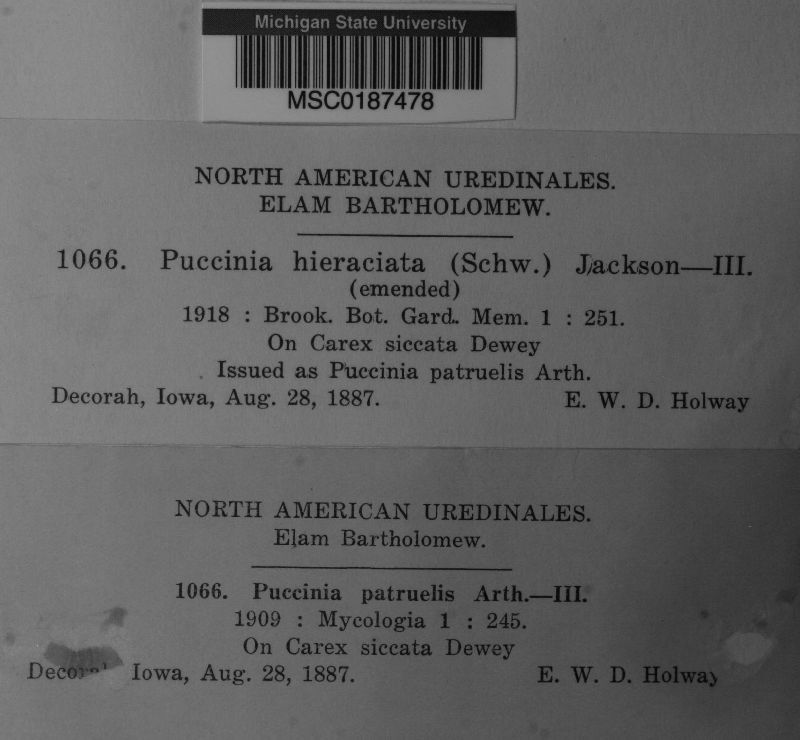 Michigan State University
MSC0187478
NORTH AMERICAN UREDINALES.
ELAM BARTHOLOMEW.
1066. Puccinia hieraciata (Schw.) Jackson—III.
(emended)
1918 : Brook. Bot. Gard. Mem. 1 : 251.
On Carex siccata Dewey
Issued as Puccinia patruelis Arth.
Decorah, Iowa, Aug. 28, 1887. E. W. D. Holway
NORTH AMERICAN UREDINALES.
Elam Bartholomew.
1066. Puccinia patruelis Arth.—III.
1909 : Mycologia 1 : 245.
On Carex siccata Dewey
Decorah Iowa, Aug. 28, 1887. E. W. D. Holway